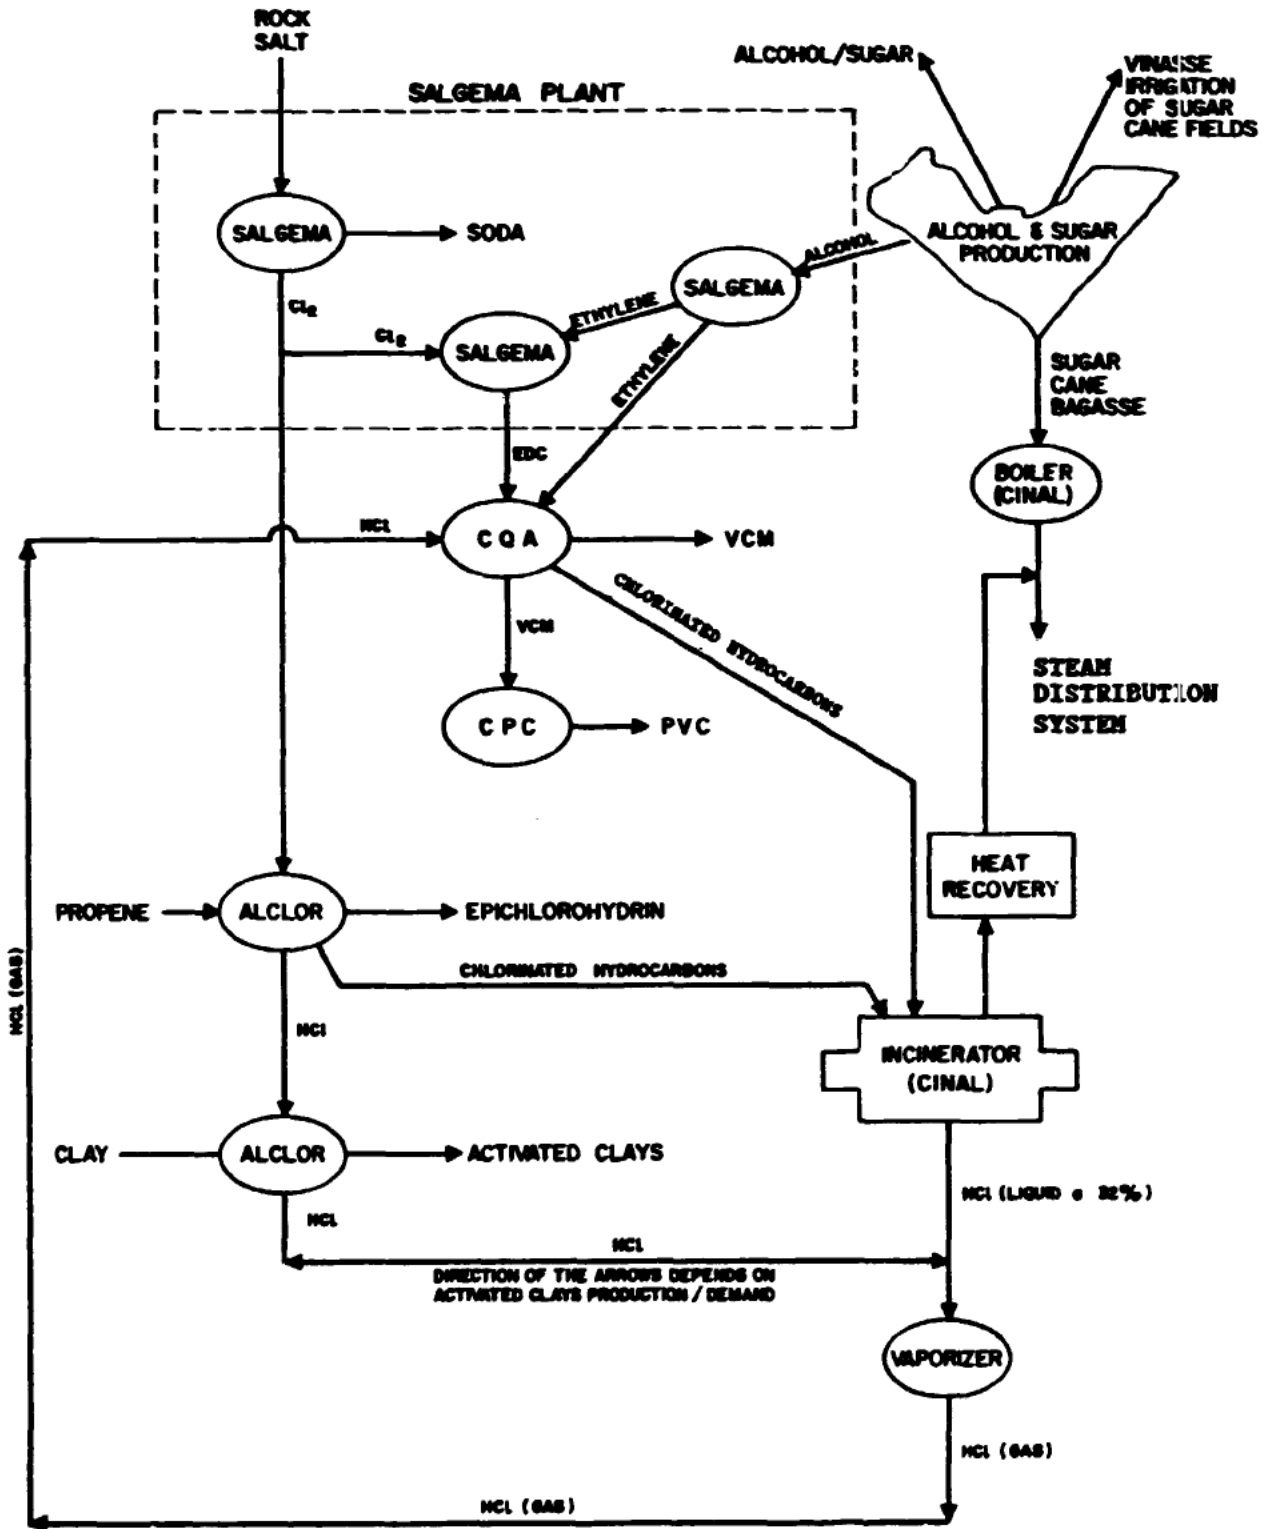 ROCK
SALT
ALCOHOL/SUGAR
VINASSE
IRRIGATION
OF SUGAR
CANE FIELDS
SALGEMA PLANT
SALGEMA
SODA
ALCOHOL & SUGAR
PRODUCTION
ALCOHOL
SALGEMA
Cl2
ETHYLENE
Cl2
SALGEMA
ETHYLENE
SUGAR
CANE
BAGASSE
EDC
BOILER
(CINAL)
HCl
CQA
VCM
CHLORINATED HYDROCARBONS
VCM
STEAM
DISTRIBUTION
SYSTEM
CPC
PVC
HEAT
RECOVERY
PROPENE
ALCLOR
EPICHLOROHYDRIN
CHLORINATED HYDROCARBONS
HCL (GAS)
HCl
INCINERATOR
(CINAL)
CLAY
ALCLOR
ACTIVATED CLAYS
HCl (LIQUID @ 32%)
HCL
HCL
DIRECTION OF THE ARROWS DEPENDS ON
ACTIVATED CLAYS PRODUCTION / DEMAND
VAPORIZER
HCL (GAS)
HCL (GAS)